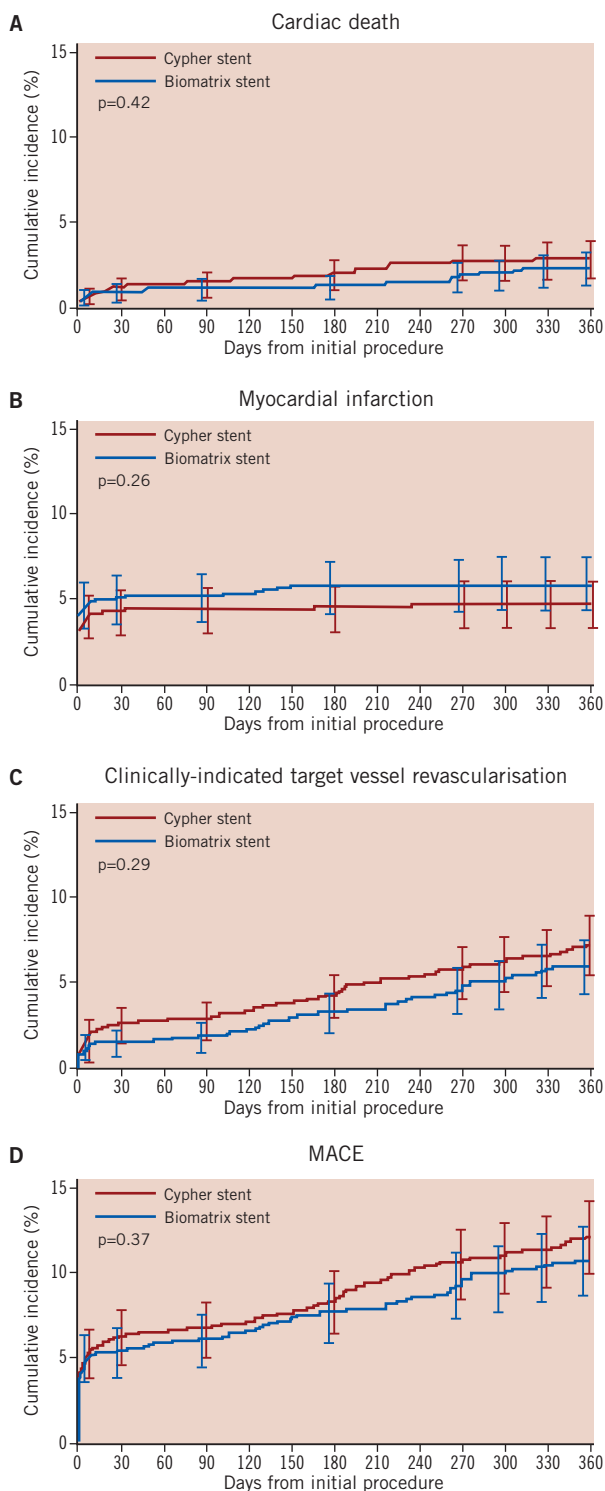 A
Cardiac death
Cumulative incidence (%)
15
10
5
0
Cypher stent
Biomatrix stent
p=0.42
0 30 60 90 120 150 180 210 240 270 300 330 360
Days from initial procedure
B
Myocardial infarction
Cumulative incidence (%)
15
10
5
0
Cypher stent
Biomatrix stent
p=0.26
0 30 60 90 120 150 180 210 240 270 300 330 360
Days from initial procedure
C
Clinically-indicated target vessel revascularisation
Cumulative incidence (%)
15
10
5
0
Cypher stent
Biomatrix stent
p=0.29
0 30 60 90 120 150 180 210 240 270 300 330 360
Days from initial procedure
D
MACE
Cumulative incidence (%)
15
10
5
0
Cypher stent
Biomatrix stent
p=0.37
0 30 60 90 120 150 180 210 240 270 300 330 360
Days from initial procedure